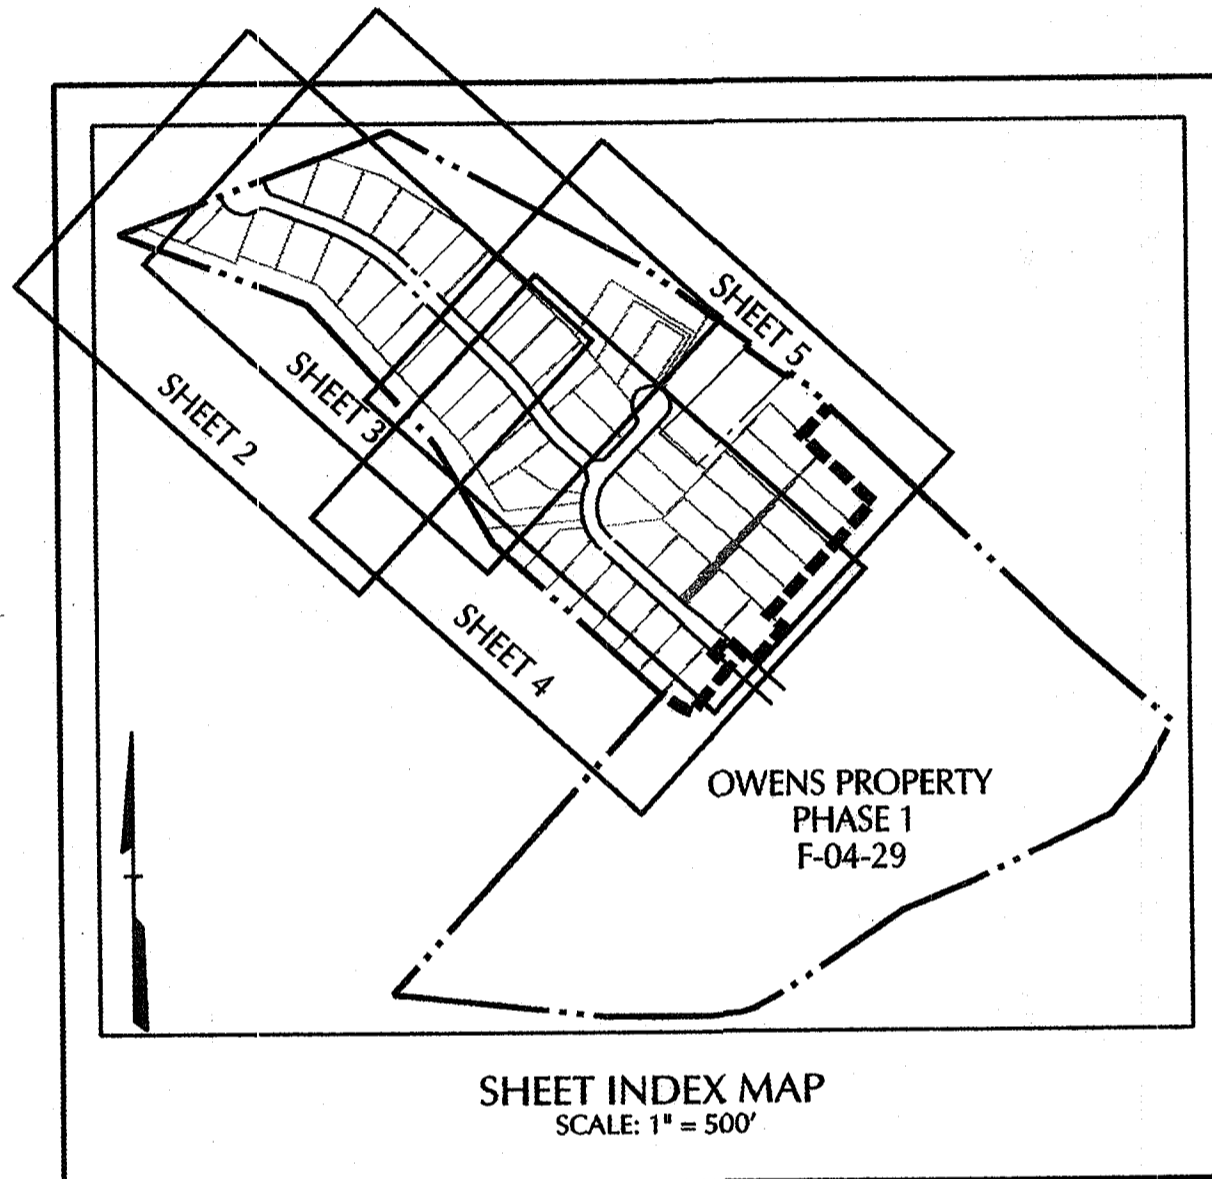 SHEET 5
SHEET 3
SHEET 2
SHEET 4
OWENS PROPERTY
PHASE 1
F-04-29
SHEET INDEX MAP
SCALE: 1" = 500'